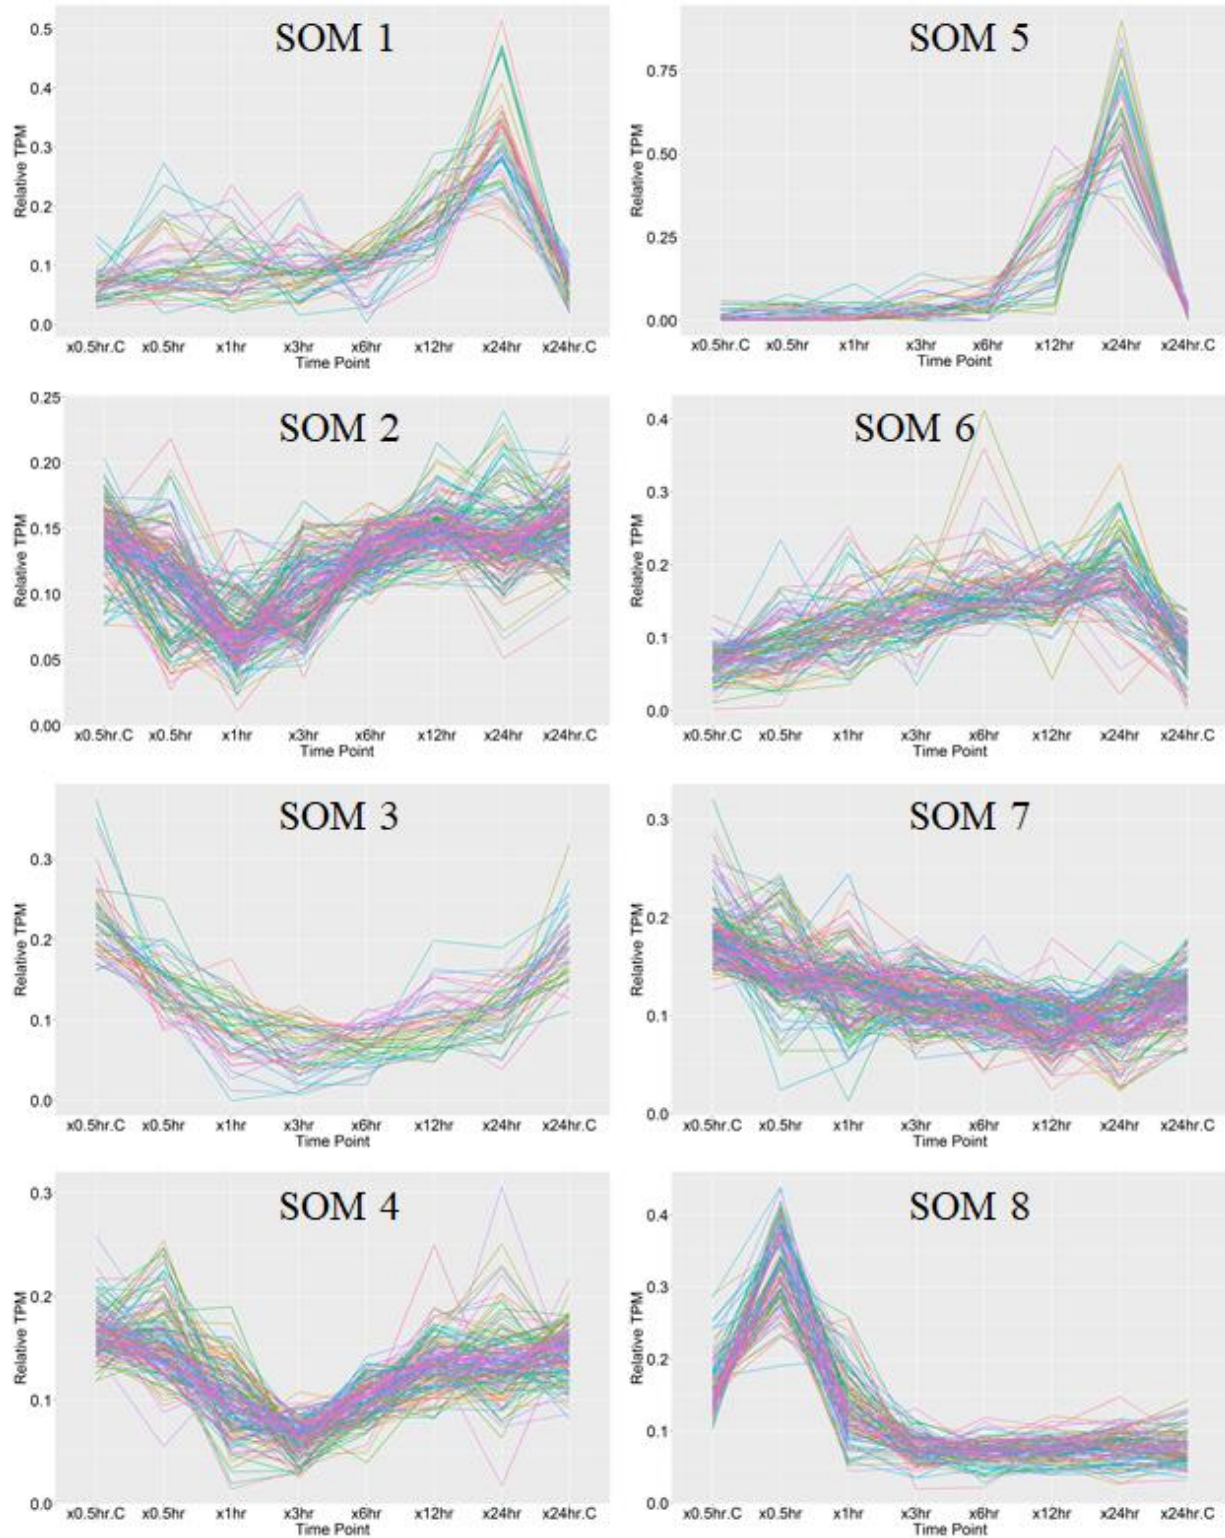 SOM 1
0.5
0.4
0.3
0.2
0.1
0.0
Relative TPM
x0.5hr.C x0.5hr x1hr x3hr x6hr x12hr x24hr x24hr.C
Time Point
SOM 5
0.75
0.50
0.25
0.00
Relative TPM
x0.5hr.C x0.5hr x1hr x3hr x6hr x12hr x24hr x24hr.C
Time Point
SOM 2
0.25
0.20
0.15
0.10
0.05
0.00
Relative TPM
x0.5hr.C x0.5hr x1hr x3hr x6hr x12hr x24hr x24hr.C
Time Point
SOM 6
0.4
0.3
0.2
0.1
0.0
Relative TPM
x0.5hr.C x0.5hr x1hr x3hr x6hr x12hr x24hr x24hr.C
Time Point
SOM 3
0.3
0.2
0.1
0.0
Relative TPM
x0.5hr.C x0.5hr x1hr x3hr x6hr x12hr x24hr x24hr.C
Time Point
SOM 7
0.3
0.2
0.1
0.0
Relative TPM
x0.5hr.C x0.5hr x1hr x3hr x6hr x12hr x24hr x24hr.C
Time Point
SOM 4
0.3
0.2
0.1
0.0
Relative TPM
x0.5hr.C x0.5hr x1hr x3hr x6hr x12hr x24hr x24hr.C
Time Point
SOM 8
0.4
0.3
0.2
0.1
0.0
Relative TPM
x0.5hr.C x0.5hr x1hr x3hr x6hr x12hr x24hr x24hr.C
Time Point